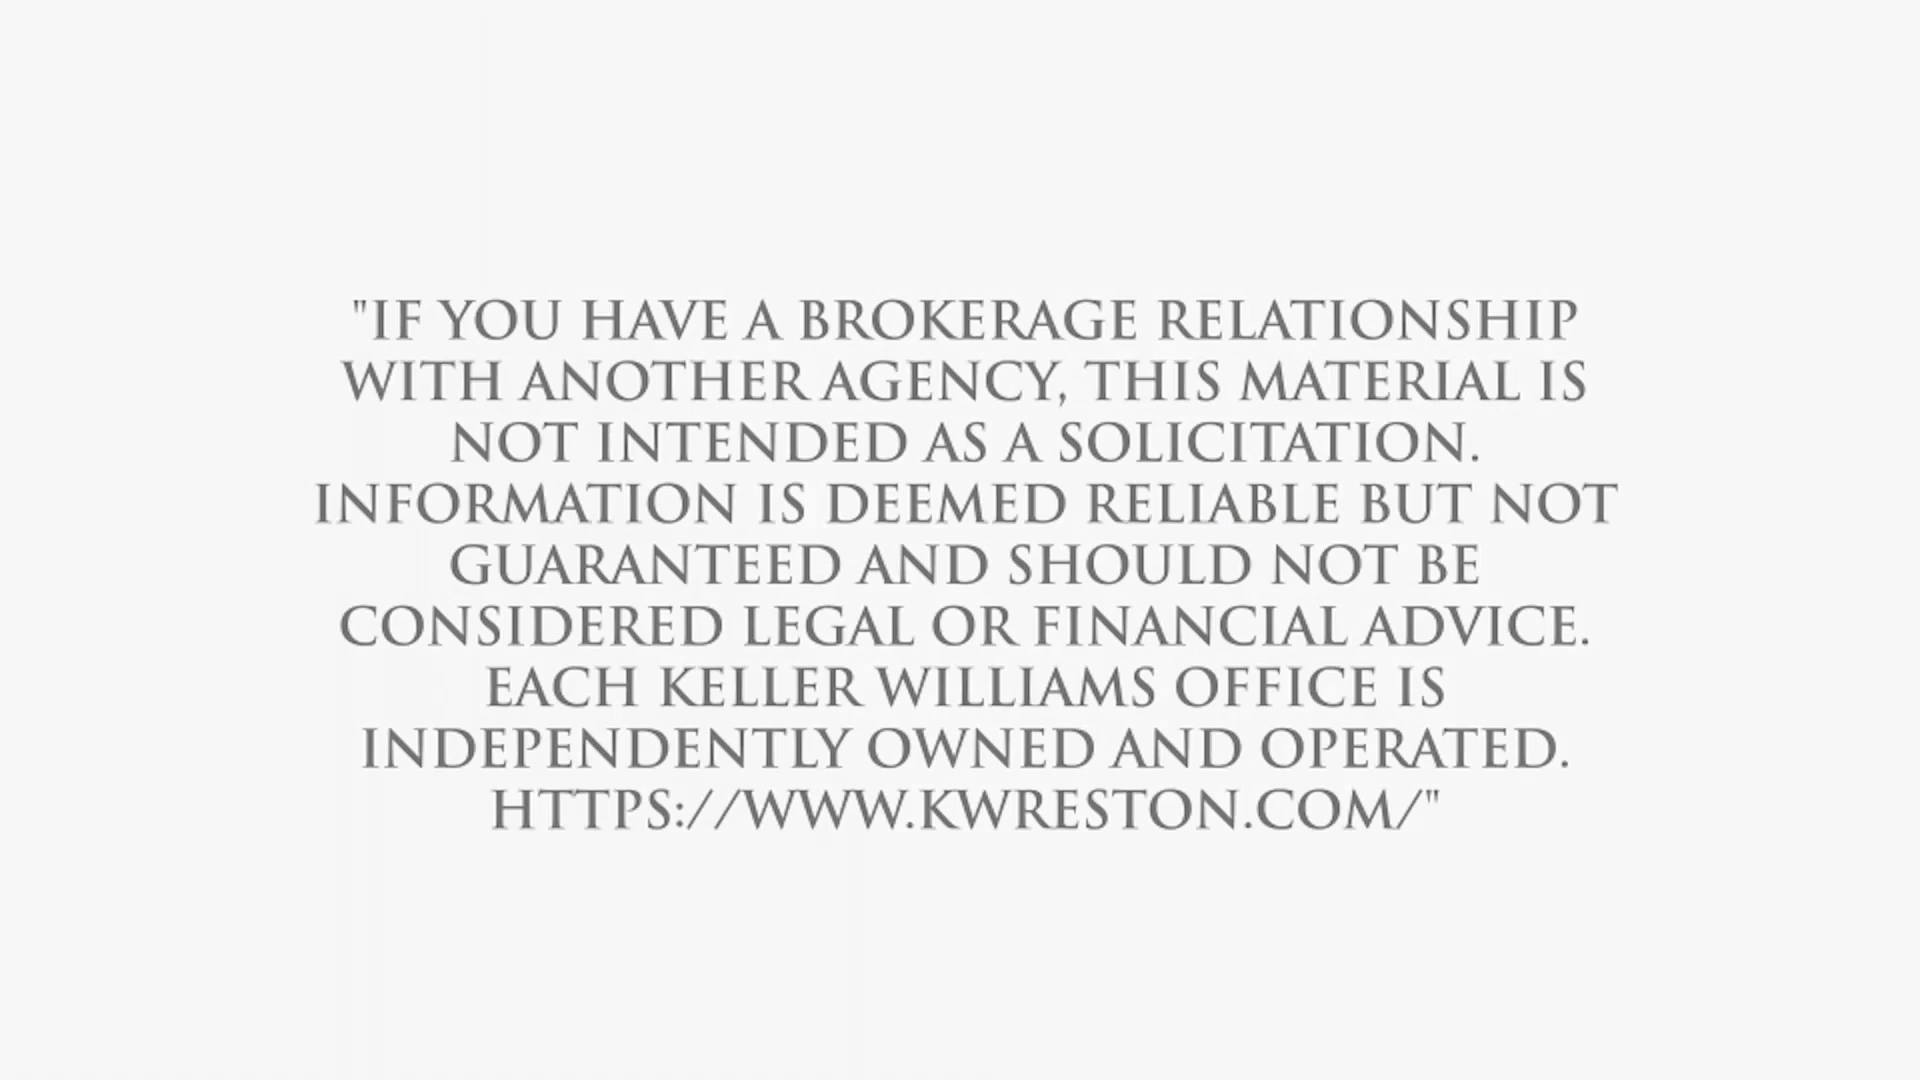 "IF YOU HAVE A BROKERAGE RELATIONSHIP
WITH ANOTHER AGENCY, THIS MATERIAL IS
NOT INTENDED AS A SOLICITATION.
INFORMATION IS DEEMED RELIABLE BUT NOT
GUARANTEED AND SHOULD NOT BE
CONSIDERED LEGAL OR FINANCIAL ADVICE.
EACH KELLER WILLIAMS OFFICE IS
INDEPENDENTLY OWNED AND OPERATED.
HTTPS://WWW.KWRESTON.COM/"